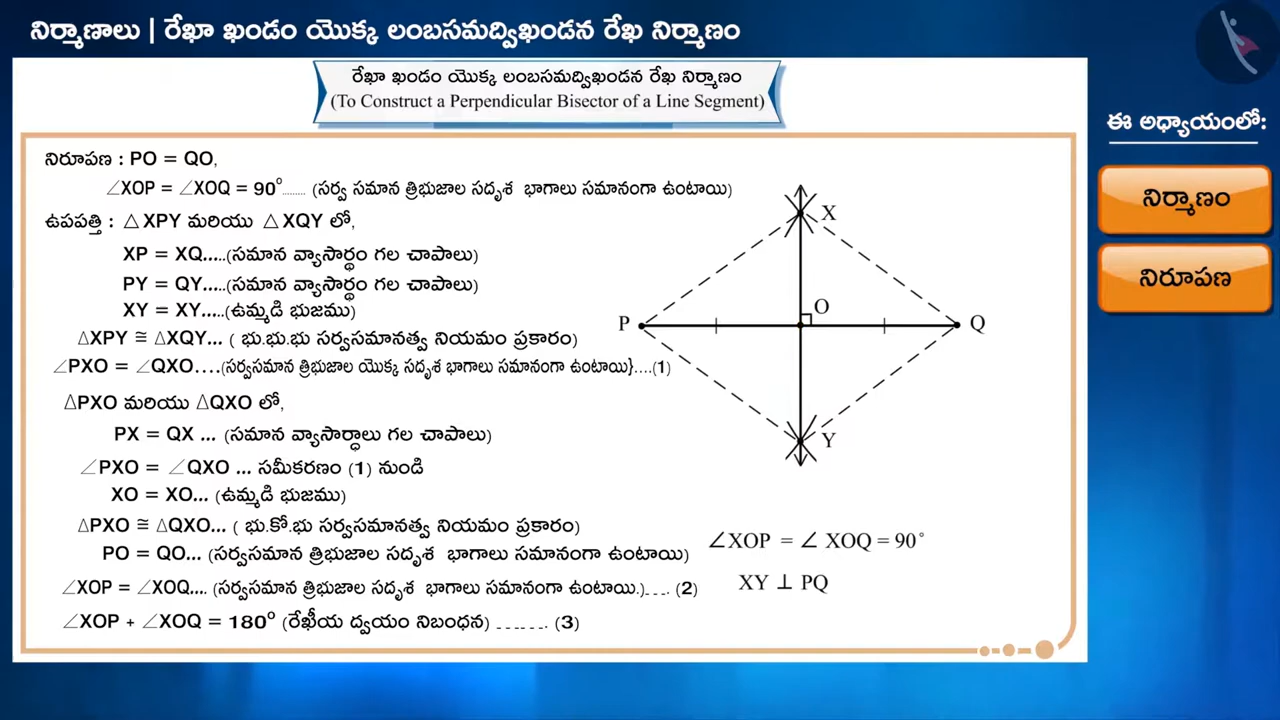 నిర్మాణాలు | రేఖా ఖండం యొక్క లంబసమద్విఖండన రేఖ నిర్మాణం
రేఖా ఖండం యొక్క లంబసమద్విఖండన రేఖ నిర్మాణం
(To Construct a Perpendicular Bisector of a Line Segment)
ఈ అధ్యాయంలో:
నిర్మాణం
నిరూపణ
నిరూపణ : PO = QO,
∠XOP = ∠XOQ = 90° ......... (సర్వ సమాన త్రిభుజాల సదృశ భాగాలు సమానంగా ఉంటాయి)
ఉపపత్తి : △ XPY మరియు △ XQY లో,
XP = XQ.....(సమాన వ్యాసార్థం గల చాపాలు)
PY = QY.....(సమాన వ్యాసార్థం గల చాపాలు)
XY = XY.....(ఉమ్మడి భుజము)
△XPY ≅ △XQY... ( భు.భు.భు సర్వసమానత్వ నియమం ప్రకారం)
∠PXO = ∠QXO....(సర్వసమాన త్రిభుజాల యొక్క సదృశ భాగాలు సమానంగా ఉంటాయి}....(1)
△PXO మరియు △QXO లో,
PX = QX ... (సమాన వ్యాసార్ధాలు గల చాపాలు)
∠PXO = ∠QXO ... సమీకరణం (1) నుండి
XO = XO... (ఉమ్మడి భుజము)
△PXO ≅ △QXO... ( భు.కో.భు సర్వసమానత్వ నియమం ప్రకారం)
PO = QO... (సర్వసమాన త్రిభుజాల సదృశ భాగాలు సమానంగా ఉంటాయి)
∠XOP = ∠XOQ.... (సర్వసమాన త్రిభుజాల సదృశ భాగాలు సమానంగా ఉంటాయి.)_ _ _. (2)
∠XOP + ∠XOQ = 180° (రేఖీయ ద్వయం నిబంధన) _ _ _ _ _. (3)
X
O
P
Q
Y
∠XOP = ∠ XOQ = 90°
XY ⊥ PQ